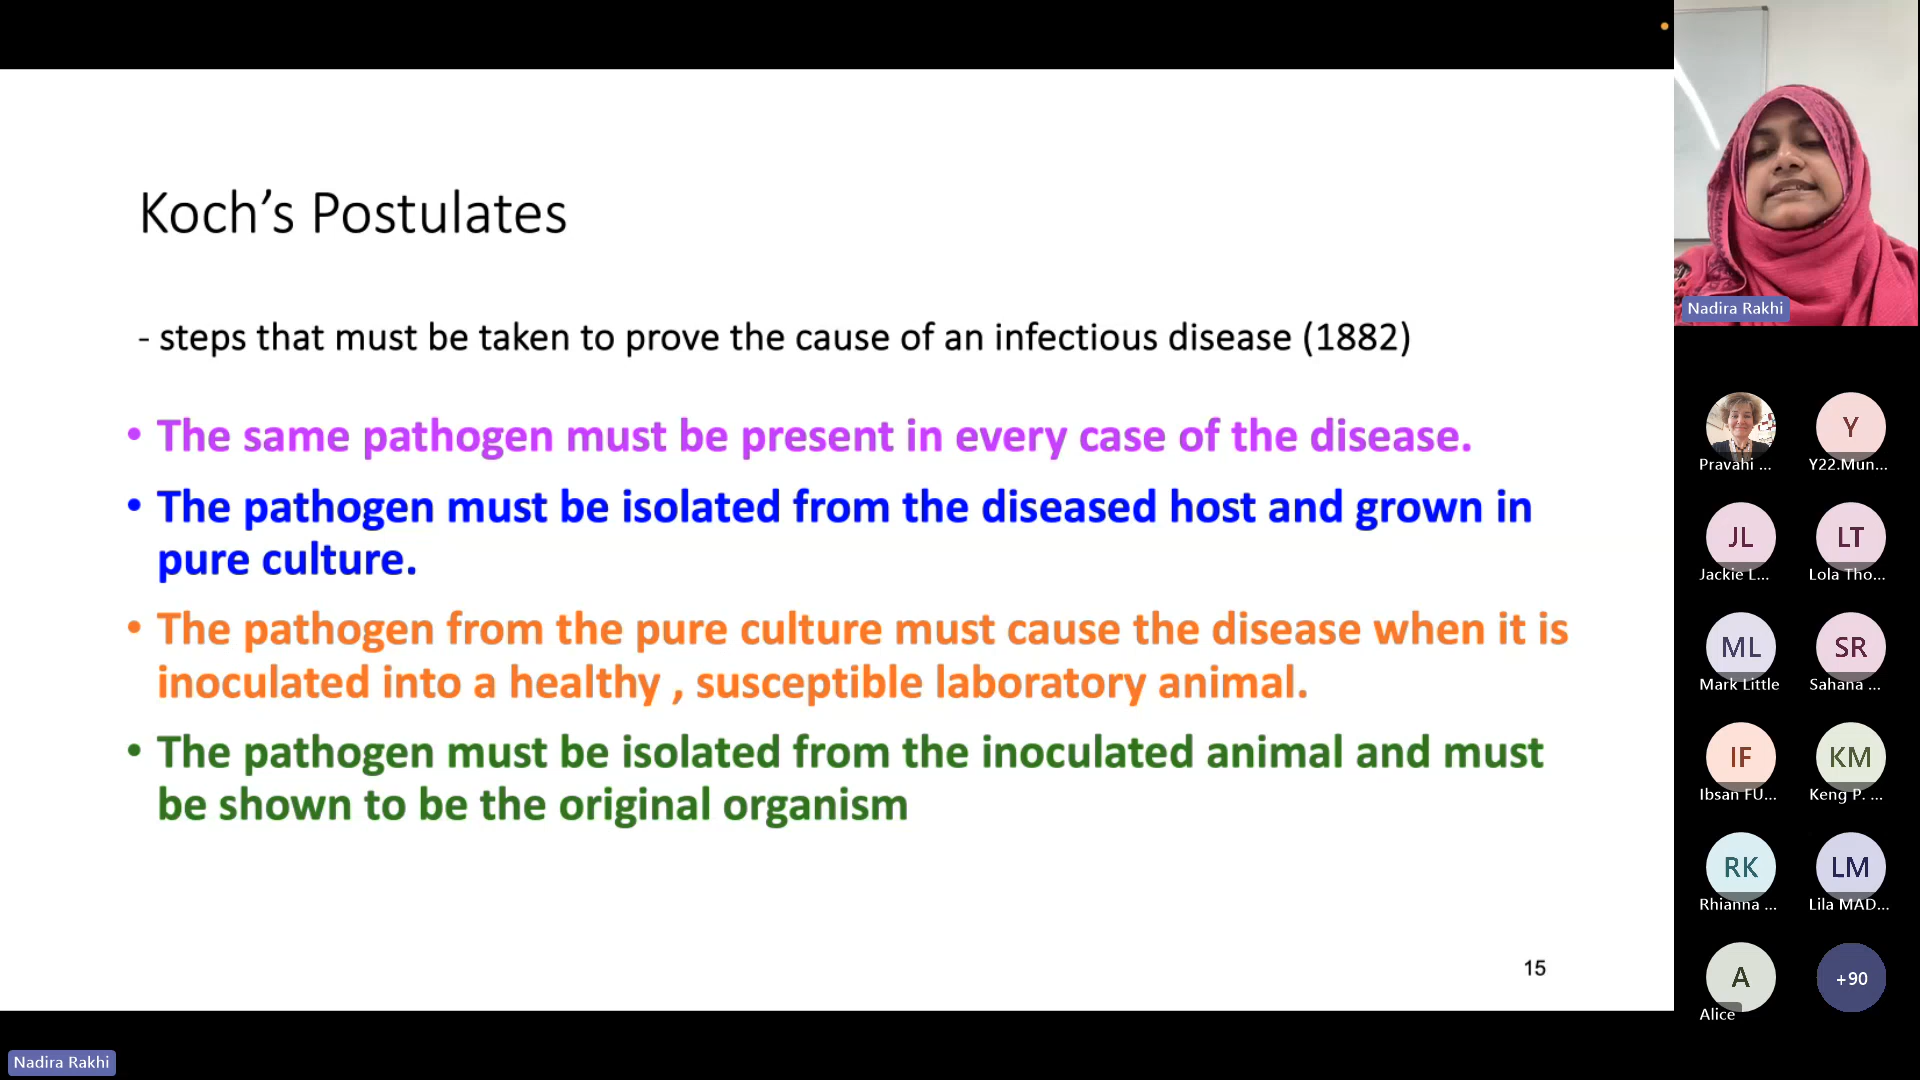 Koch’s Postulates
- steps that must be taken to prove the cause of an infectious disease (1882)
• The same pathogen must be present in every case of the disease.
• The pathogen must be isolated from the diseased host and grown in
pure culture.
• The pathogen from the pure culture must cause the disease when it is
inoculated into a healthy , susceptible laboratory animal.
• The pathogen must be isolated from the inoculated animal and must
be shown to be the original organism
15
Nadira Rakhi
Nadira Rakhi
Pravahi ...
Y
Y22.Mun...
JL
Jackie L...
LT
Lola Tho...
ML
Mark Little
SR
Sahana ...
IF
Ibsan FU...
KM
Keng P. ...
RK
Rhianna ...
LM
Lila MAD...
A
Alice
+90